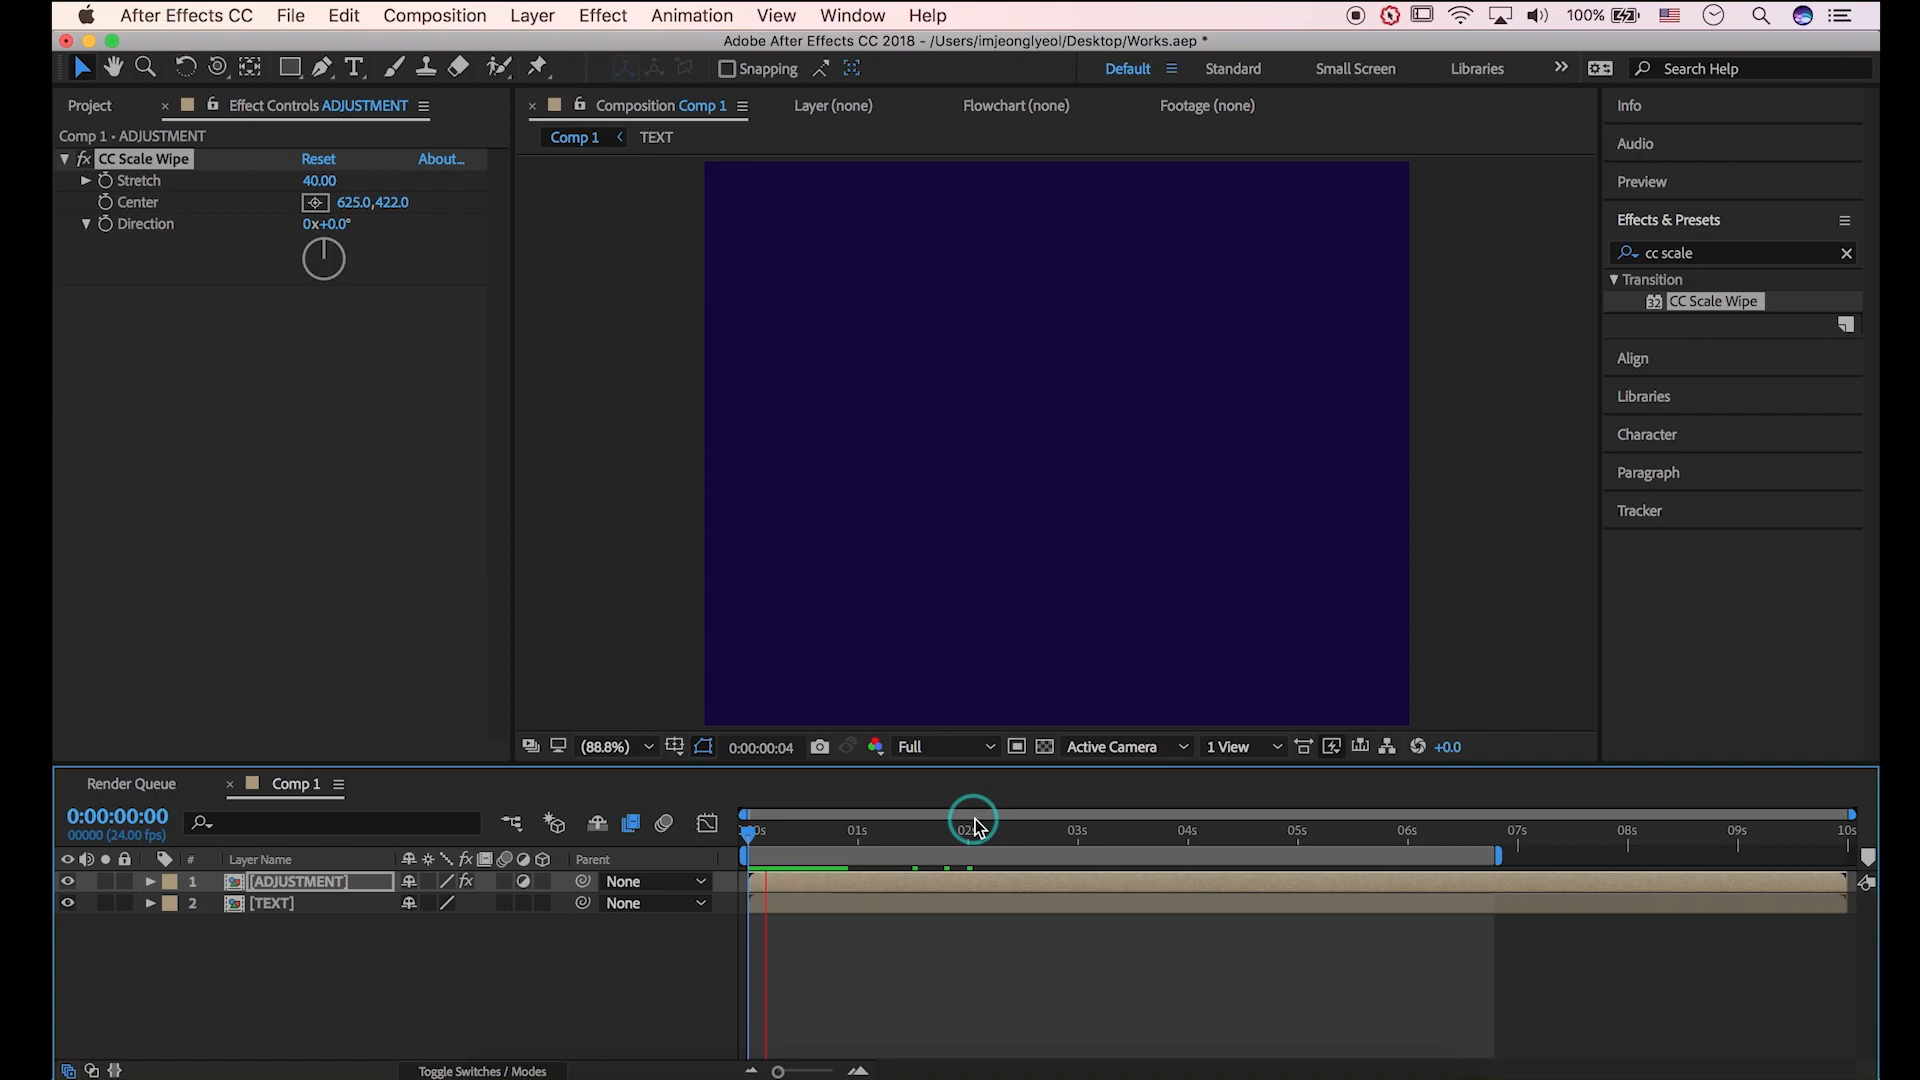 After Effects CC File Edit Composition Layer Effect Animation View Window Help 100%
Adobe After Effects CC 2018 - /Users/imjeonglyeol/Desktop/Works.aep *
Snapping Default Standard Small Screen Libraries Search Help
Project Effect Controls ADJUSTMENT Composition Comp 1 Layer (none) Flowchart (none) Footage (none) Info
Comp 1 • ADJUSTMENT Comp 1 TEXT
fx CC Scale Wipe Reset About...
Stretch 40.00
Center 625.0,422.0
Direction 0x+0.0°
Audio
Preview
Effects & Presets
cc scale
Transition
32 CC Scale Wipe
Align
Libraries
Character
Paragraph
Tracker
(88.8%) 0:00:00:04 Full Active Camera 1 View +0.0
Render Queue Comp 1
0:00:00:00
00000 (24.00 fps)
01s 03s 04s 05s 06s 07s 08s 09s 10s
# Layer Name fx Parent
1 [ADJUSTMENT] fx None
2 [TEXT] None
Toggle Switches / Modes